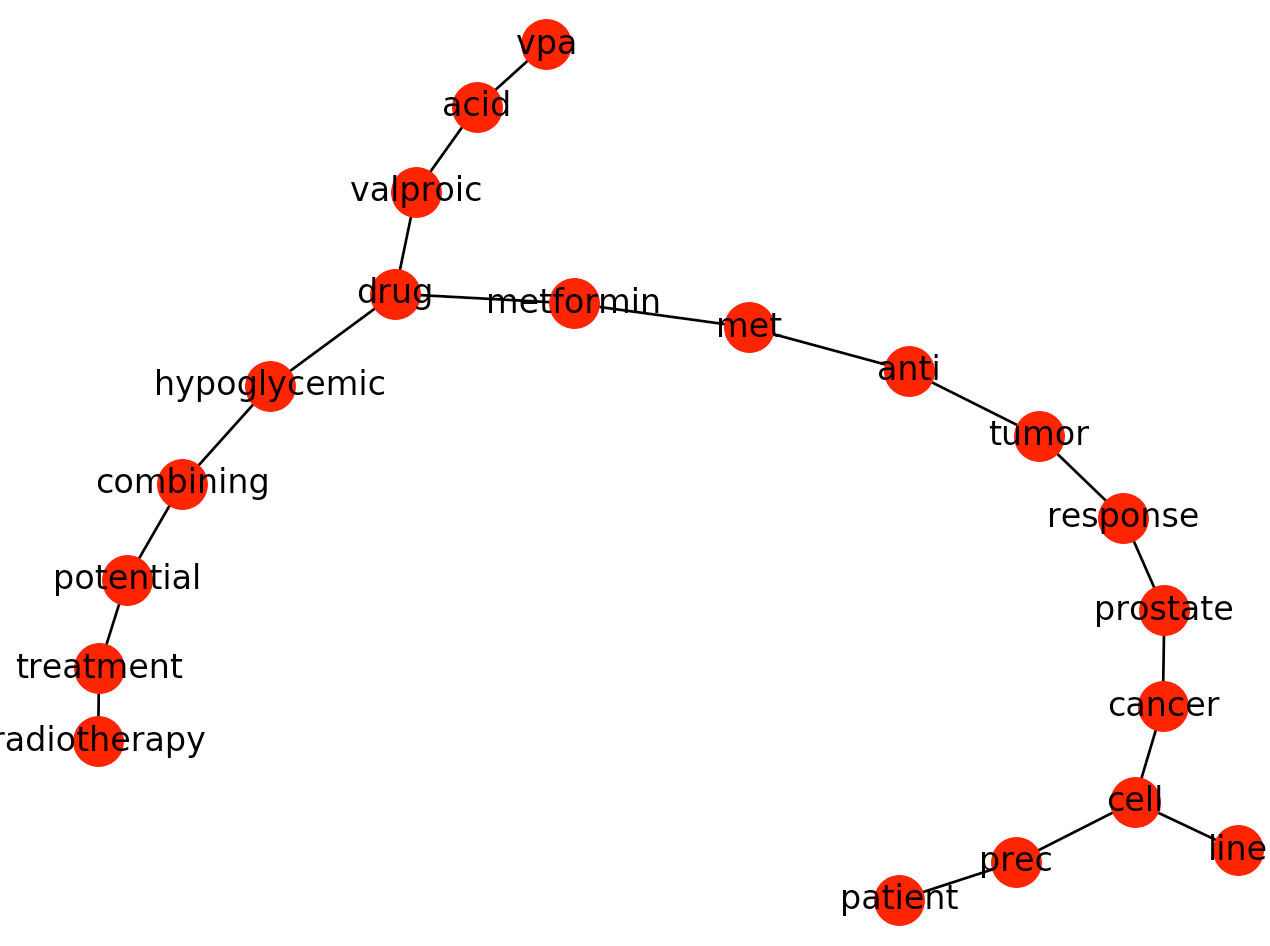 vpa
acid
valproic
drug
metformin
met
anti
hypoglycemic
tumor
combining
response
potential
prostate
treatment
cancer
radiotherapy
cell
line
prec
patient